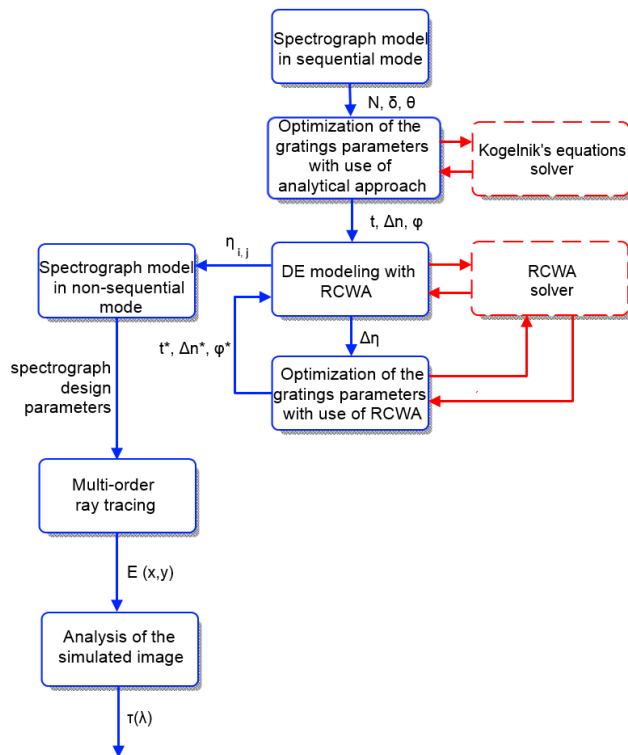 Spectrograph model
in sequential mode
N, δ, θ
Optimization of the
gratings parameters
with use of
analytical approach
Kogelnik's equations
solver
t, Δn, φ
η i, j
Spectrograph model
in non-sequential
mode
DE modeling with
RCWA
RCWA
solver
t*, Δn*, φ*
Δη
spectrograph
design
parameters
Optimization of the
gratings parameters
with use of RCWA
Multi-order
ray tracing
E (x,y)
Analysis of the
simulated image
τ(λ)